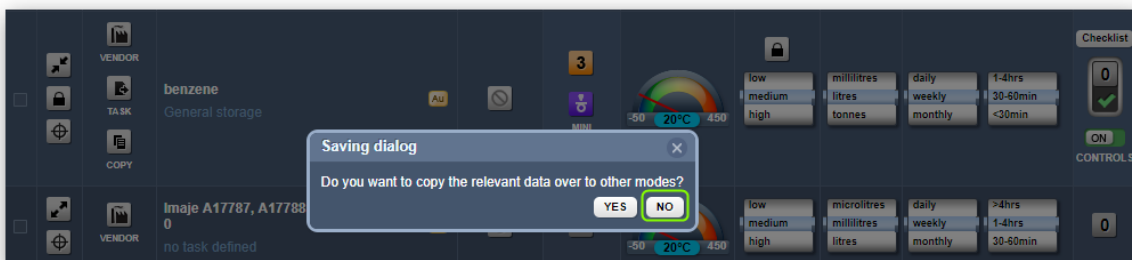 Checklist
VENDOR
3
0
low
millilitres
daily
1-4hrs
benzene
Au
medium
litres
weekly
30-60min
TASK
General storage
high
tonnes
monthly
<30min
-50
20°C
450
MINI
ON
CONTROLS
COPY
Saving dialog
Do you want to copy the relevant data over to other modes?
YES
NO
Imaje A17787, A17788
0
low
microlitres
daily
>4hrs
medium
millilitres
weekly
1-4hrs
0
VENDOR
no task defined
high
litres
monthly
30-60min
-50
20°C
450